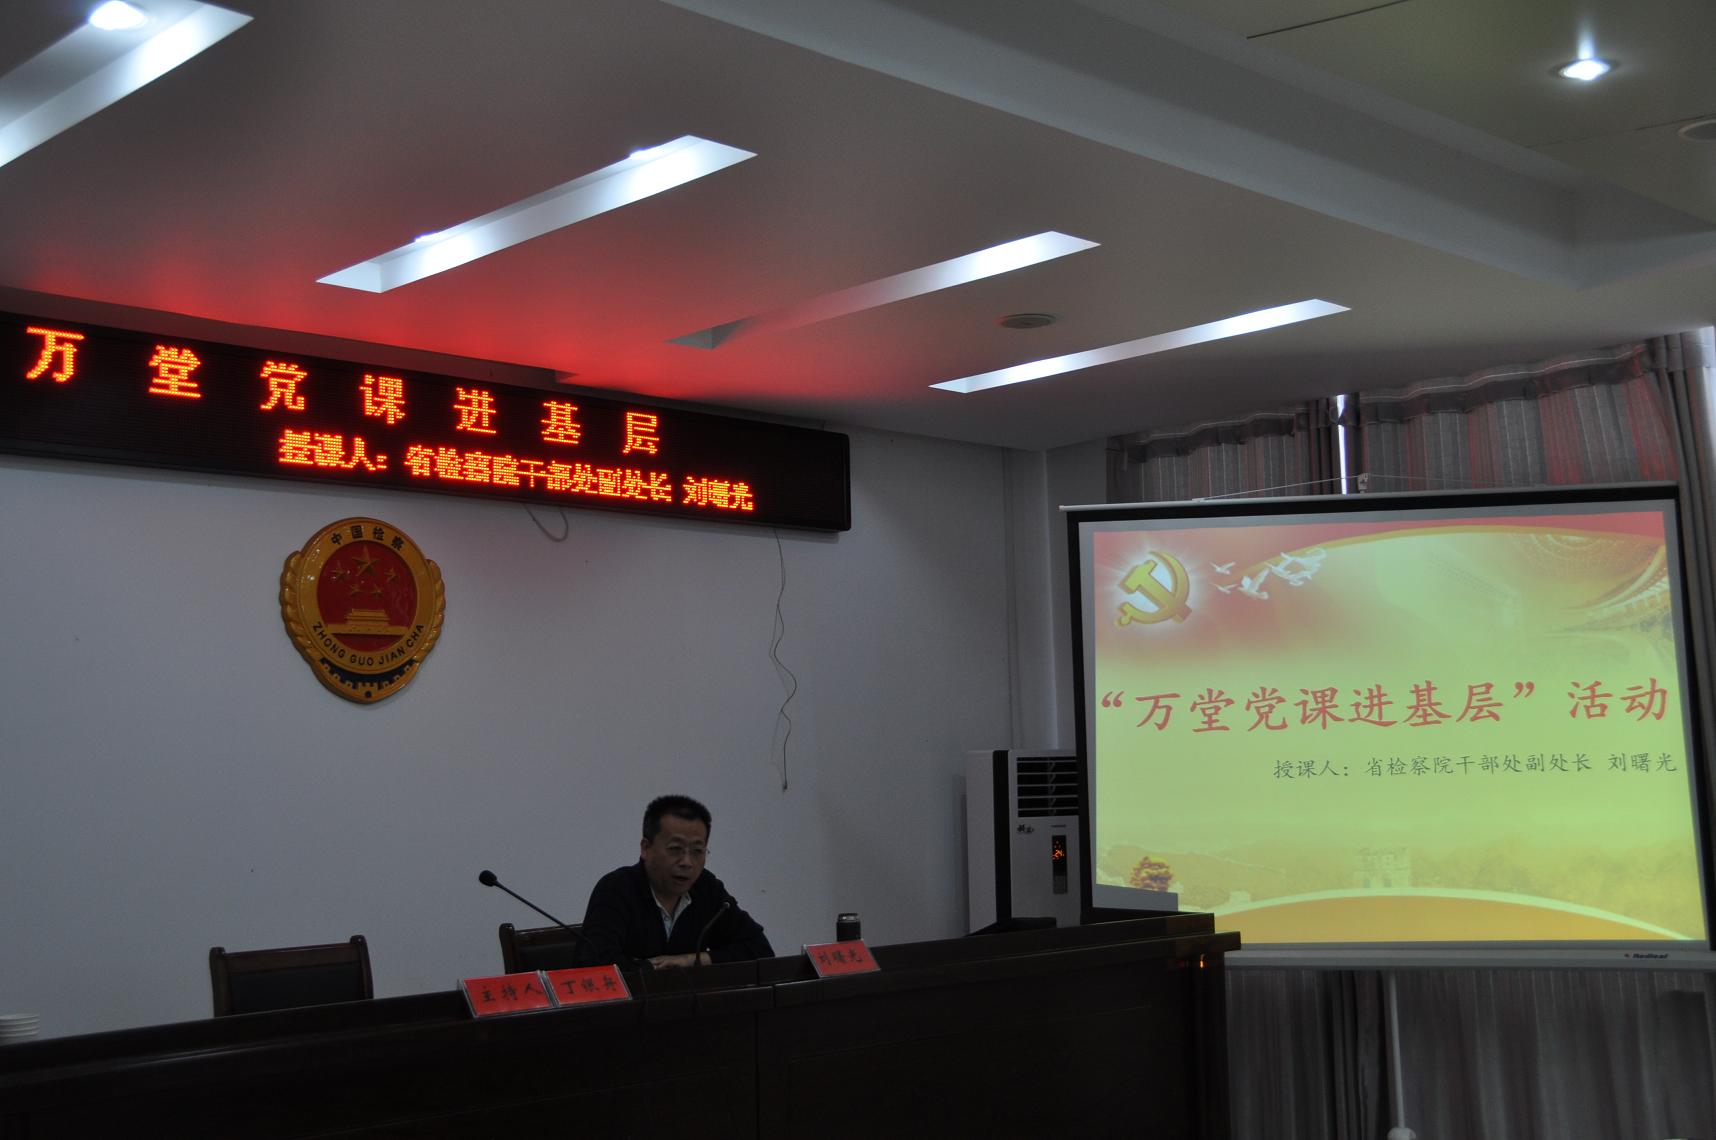 万堂党课进基层
授课人：省检察院干部处副处长 刘曙光
中国检察
ZHONG GUO JIAN CHA
“万堂党课进基层”活动
授课人：省检察院干部处副处长 刘曙光
主持人
刘曙光
Redleaf